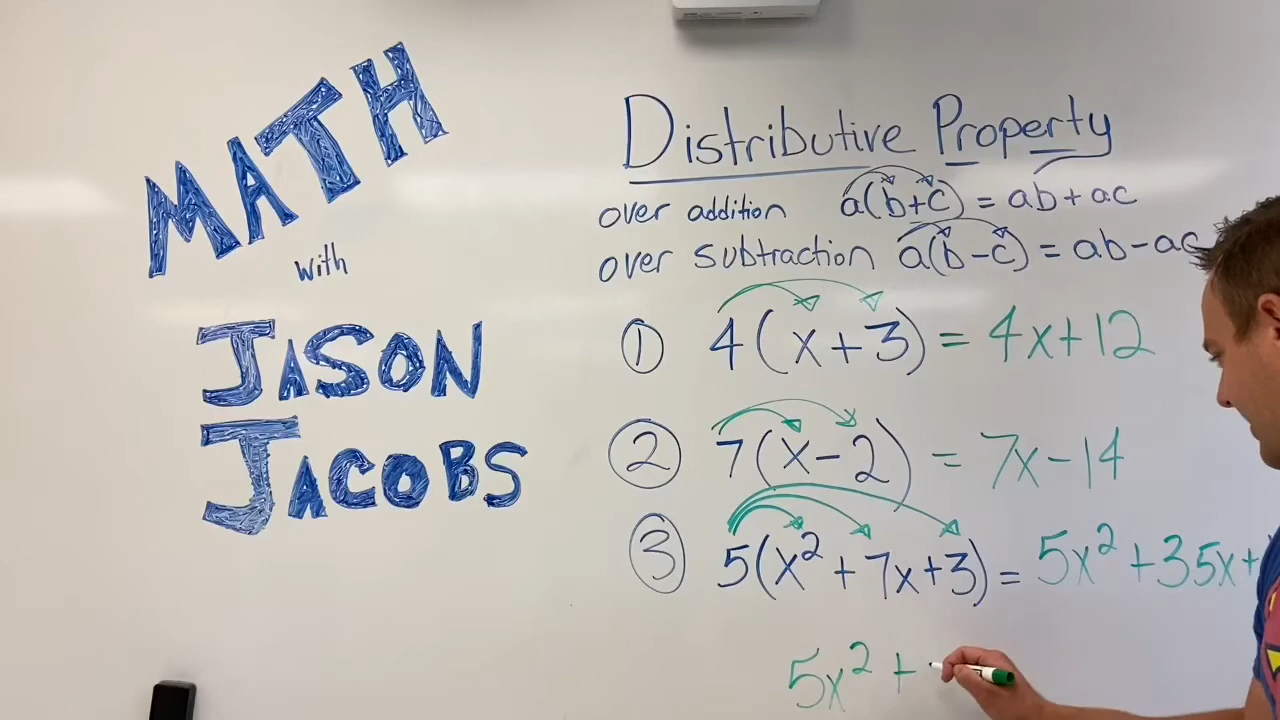 MATH
with
JASON
JACOBS
Distributive Property
over addition a(b+c) = ab+ac
over subtraction a(b-c) = ab-ac
① 4(x+3) = 4x+12
② 7(x-2) = 7x-14
③ 5(x²+7x+3) = 5x²+35x+
5x²+